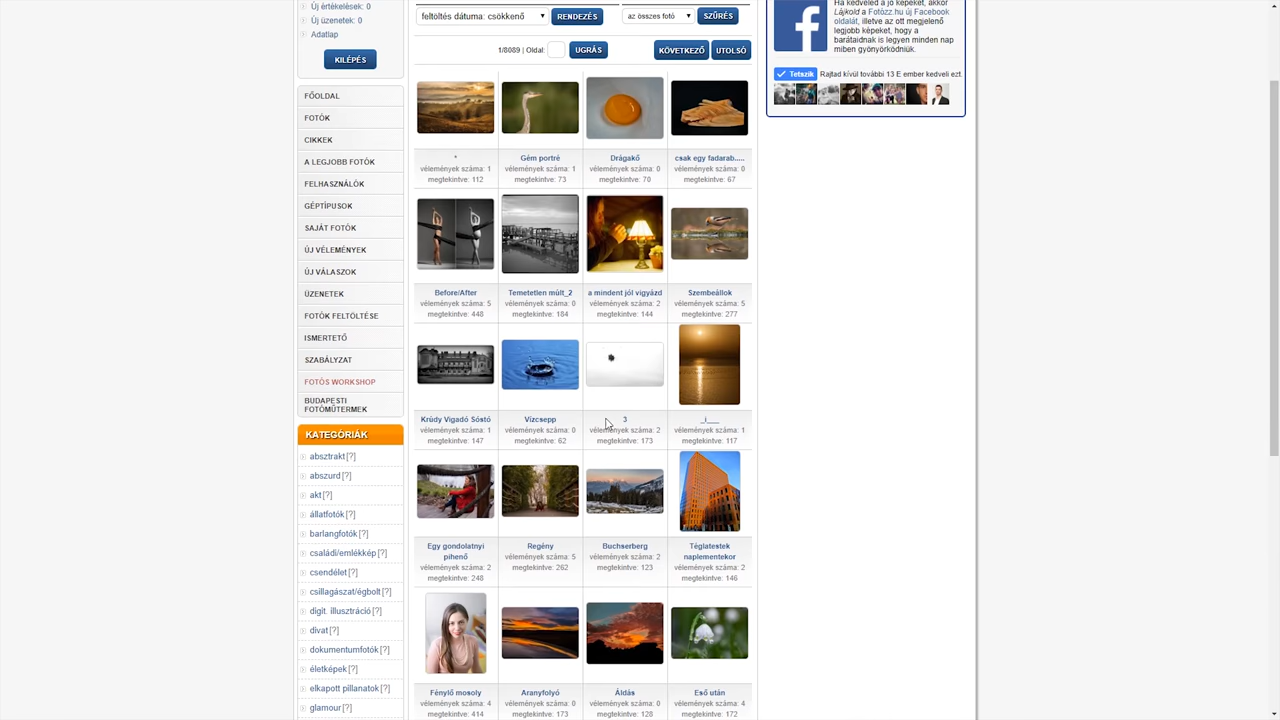 Új értékelések: 0
Új üzenetek: 0
Adatlap
KILÉPÉS
FŐOLDAL
FOTÓK
CIKKEK
A LEGJOBB FOTÓK
FELHASZNÁLÓK
GÉPTÍPUSOK
SAJÁT FOTÓK
ÚJ VÉLEMÉNYEK
ÚJ VÁLASZOK
ÜZENETEK
FOTÓK FELTÖLTÉSE
ISMERTETŐ
SZABÁLYZAT
FOTÓS WORKSHOP
BUDAPESTI
FOTÓMŰTERMEK
KATEGÓRIÁK
absztrakt[?]
abszurd[?]
akt[?]
állatfotók[?]
barlangfotók[?]
családi/emlékkép[?]
csendélet[?]
csillagászat/égbolt[?]
digit. illusztráció[?]
divat[?]
dokumentumfotók[?]
életképek[?]
elkapott pillanatok[?]
glamour[?]
feltöltés dátuma: csökkenő
RENDEZÉS
az összes fotó
SZŰRÉS
1/8089 | Oldal:
UGRÁS
KÖVETKEZŐ
UTOLSÓ
*
vélemények száma: 1
megtekintve: 112
Gém portré
vélemények száma: 1
megtekintve: 73
Drágakő
vélemények száma: 0
megtekintve: 70
csak egy fadarab.....
vélemények száma: 0
megtekintve: 67
Before/After
vélemények száma: 5
megtekintve: 448
Temetetlen múlt_2
vélemények száma: 0
megtekintve: 184
a mindent jól vigyázd
vélemények száma: 2
megtekintve: 144
Szembeállok
vélemények száma: 5
megtekintve: 277
Krúdy Vigadó Sóstó
vélemények száma: 1
megtekintve: 147
Vízcsepp
vélemények száma: 0
megtekintve: 62
3
vélemények száma: 2
megtekintve: 173
_i___
vélemények száma: 1
megtekintve: 117
Egy gondolatnyi
pihenő
vélemények száma: 2
megtekintve: 248
Regény
vélemények száma: 5
megtekintve: 262
Buchserberg
vélemények száma: 2
megtekintve: 123
Téglatestek
naplementekor
vélemények száma: 2
megtekintve: 146
Fénylő mosoly
vélemények száma: 4
megtekintve: 414
Aranyfolyó
vélemények száma: 0
megtekintve: 173
Áldás
vélemények száma: 0
megtekintve: 128
Eső után
vélemények száma: 4
megtekintve: 172
Ha kedveled a jó képeket, akkor
Lájkold a Fotózz.hu új Facebook
oldalát, illetve az ott megjelenő
legjobb képeket, hogy a
barátaidnak is legyen minden nap
miben gyönyörködniük.
Tetszik
Rajtad kívül további 13 E ember kedveli ezt.